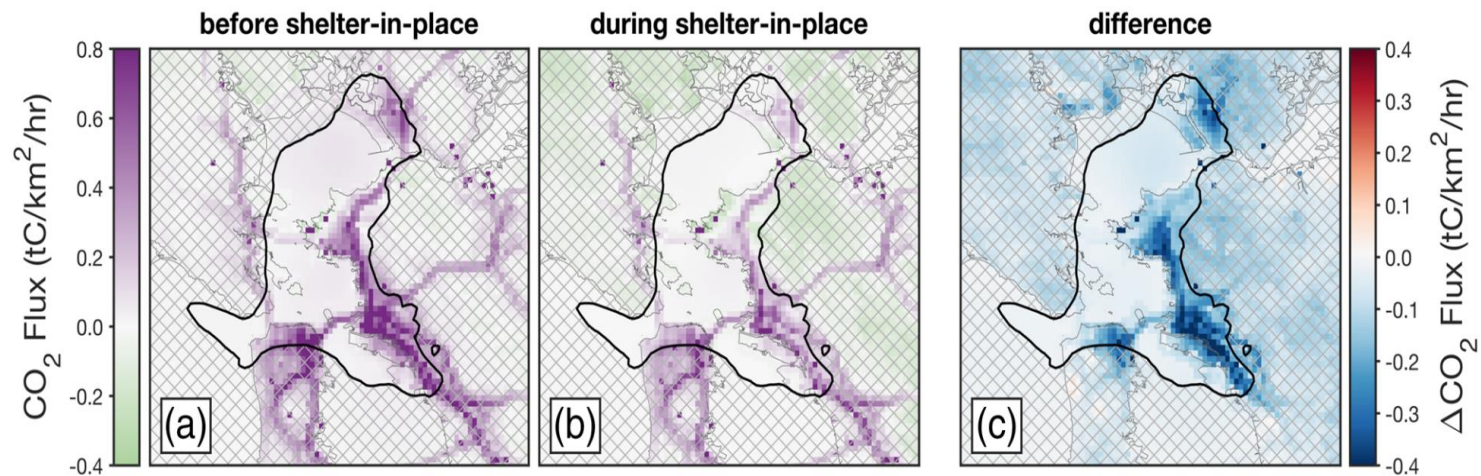 before shelter-in-place
during shelter-in-place
difference
CO₂ Flux (tC/km²/hr)
0.8
0.6
0.4
0.2
0.0
-0.2
-0.4
(a)
(b)
(c)
0.4
0.3
0.2
0.1
0.0
-0.1
-0.2
-0.3
-0.4
△CO₂ Flux (tC/km²/hr)